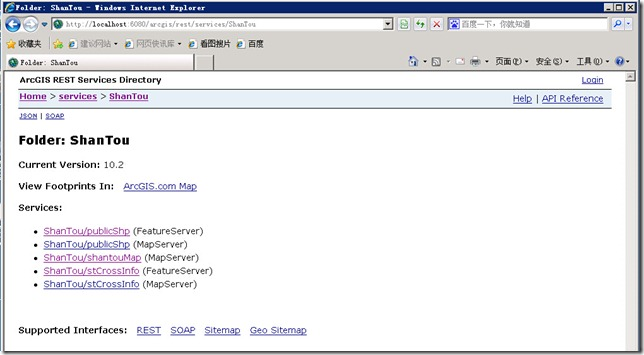 Folder: ShanTou - Windows Internet Explorer
http://localhost:6080/arcgis/rest/services/ShanTou
百度一下，你就知道
收藏夹 建议网站 网页快讯库 看图搜片 百度
Folder: ShanTou
页面(P) 安全(S) 工具(O)
ArcGIS REST Services Directory
Login
Home > services > ShanTou
Help | API Reference
JSON | SOAP
Folder: ShanTou
Current Version: 10.2
View Footprints In: ArcGIS.com Map
Services:
ShanTou/publicShp (FeatureServer)
ShanTou/publicShp (MapServer)
ShanTou/shantouMap (MapServer)
ShanTou/stCrossInfo (FeatureServer)
ShanTou/stCrossInfo (MapServer)
Supported Interfaces: REST SOAP Sitemap Geo Sitemap